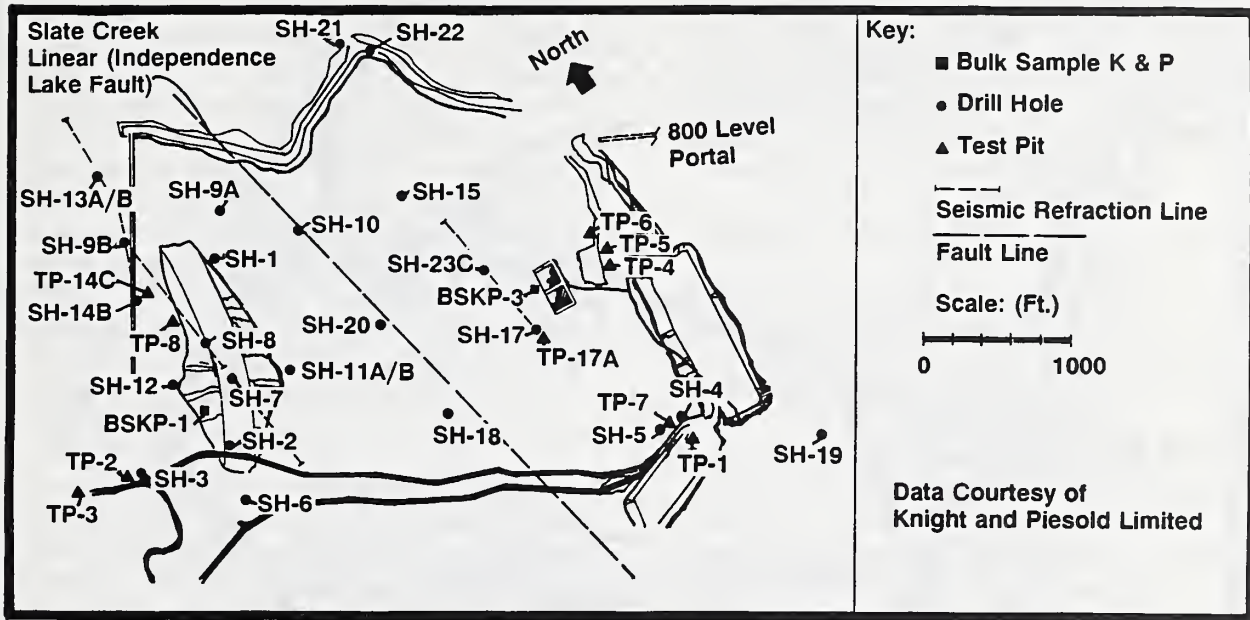 Slate Creek
Linear (Independence
Lake Fault)
SH-21
SH-22
North
800 Level
Portal
SH-13A/B
SH-9A
SH-15
SH-10
TP-6
TP-5
TP-4
SH-9B
SH-1
SH-23C
TP-14C
BSKP-3
SH-14B
SH-20
SH-17
TP-8
SH-8
TP-17A
SH-12
SH-11A/B
SH-7
SH-4
BSKP-1
TP-7
SH-18
SH-5
SH-2
TP-1
SH-19
TP-2
SH-3
TP-3
SH-6
Key:
Bulk Sample K & P
Drill Hole
Test Pit
Seismic Refraction Line
Fault Line
Scale: (Ft.)
0 1000
Data Courtesy of
Knight and Piesold Limited